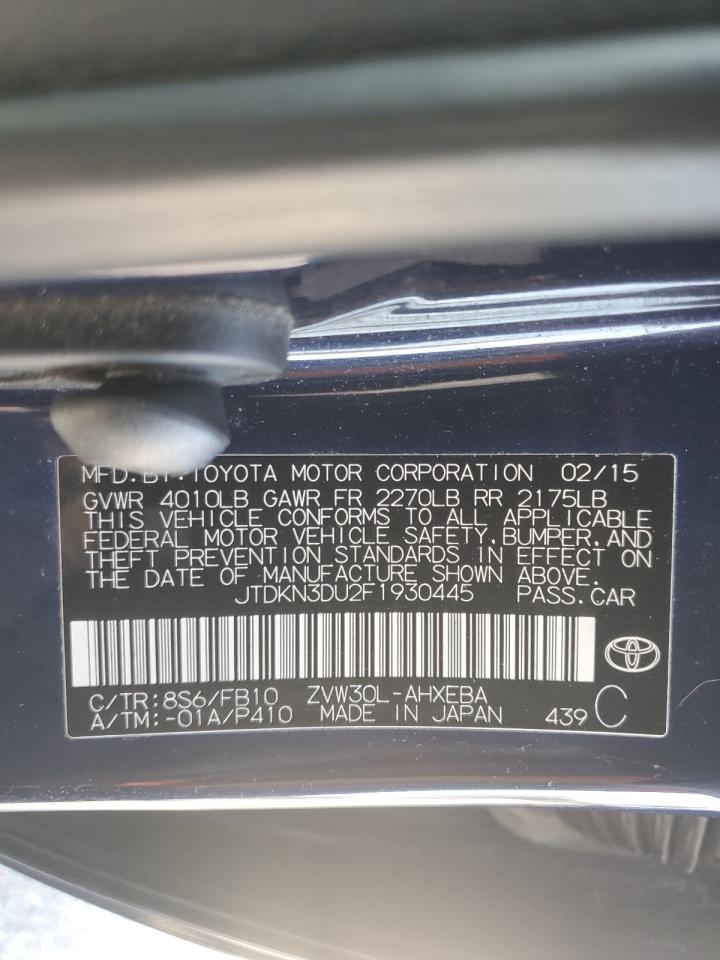 MFD. BY: TOYOTA MOTOR CORPORATION 02/15
GVWR 4010LB GAWR FR 2270LB RR 2175LB
THIS VEHICLE CONFORMS TO ALL APPLICABLE
FEDERAL MOTOR VEHICLE SAFETY,BUMPER,AND
THEFT PREVENTION STANDARDS IN EFFECT ON
THE DATE OF MANUFACTURE SHOWN ABOVE.
JTDKN3DU2F1930445 PASS.CAR
C/TR:8S6/FB10 ZVW30L-AHXEBA
A/TM:-01A/P410 MADE IN JAPAN 439 C